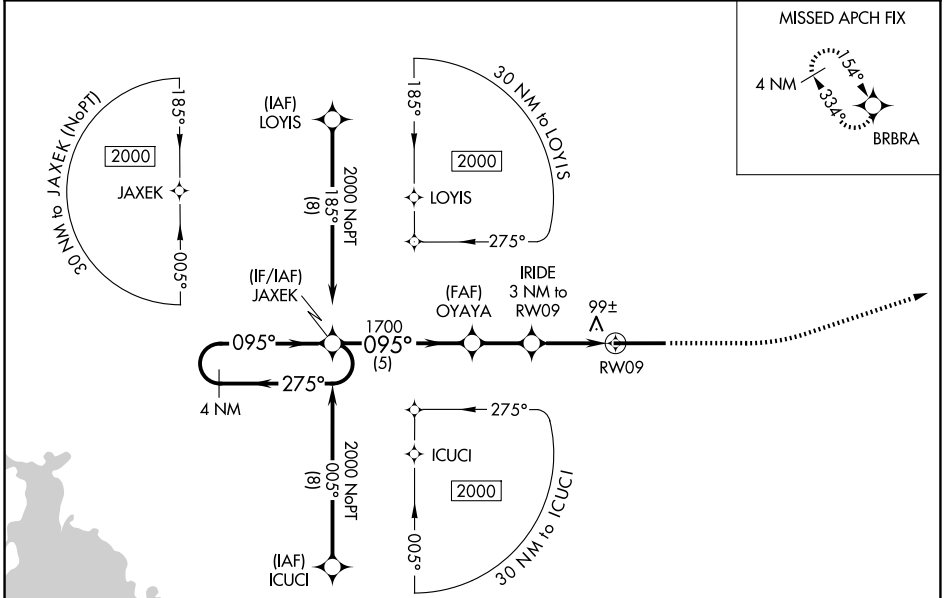 MISSED APCH FIX
4 NM
154°
334°
BRBRA
30 NM to JAXEK (NoPT)
185°
2000
JAXEK
005°
(IAF)
LOYIS
2000 NoPT
185°
(8)
30 NM to LOYIS
185°
2000
LOYIS
275°
(IF/IAF)
JAXEK
095°
275°
4 NM
1700
095°
(5)
(FAF)
OYAYA
IRIDE
3 NM to
RW09
99±
RW09
2000 NoPT
005°
(8)
(IAF)
ICUCI
275°
ICUCI
2000
005°
30 NM to ICUCI